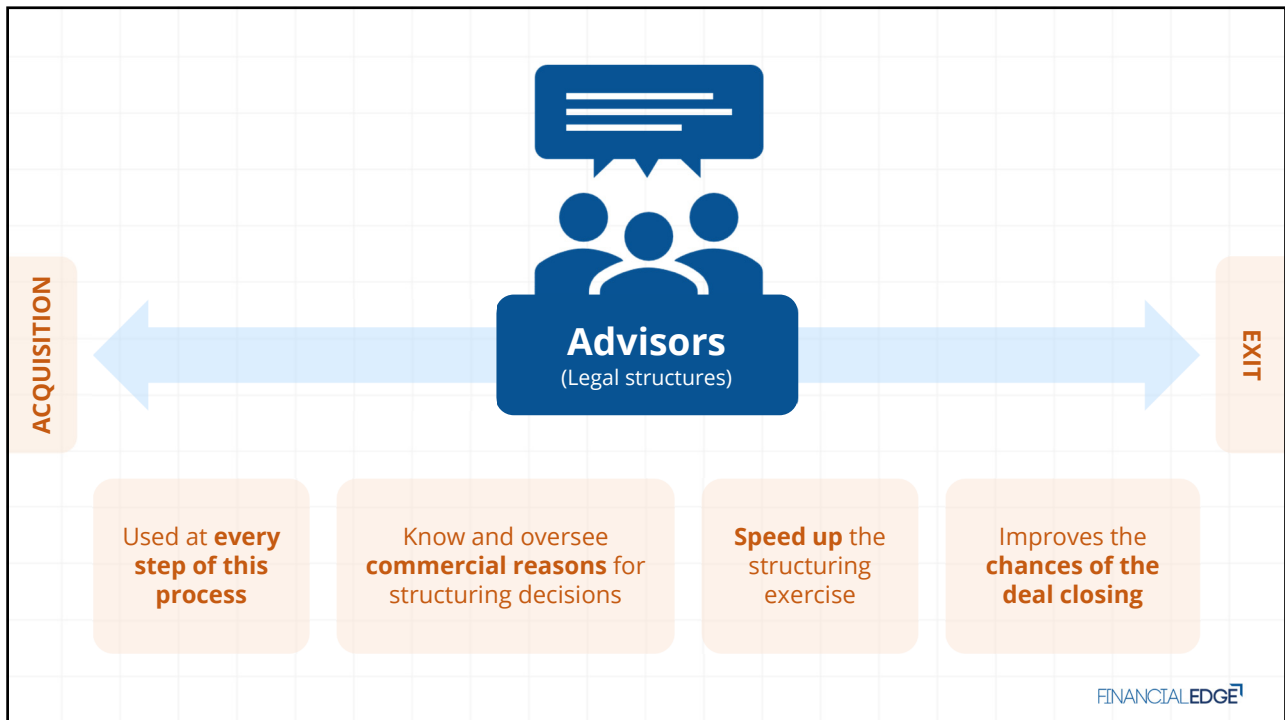 Advisors
(Legal structures)
ACQUISITION
EXIT
Used at every
step of this
process
Know and oversee
commercial reasons for
structuring decisions
Speed up the
structuring
exercise
Improves the
chances of the
deal closing
FINANCIALEDGE